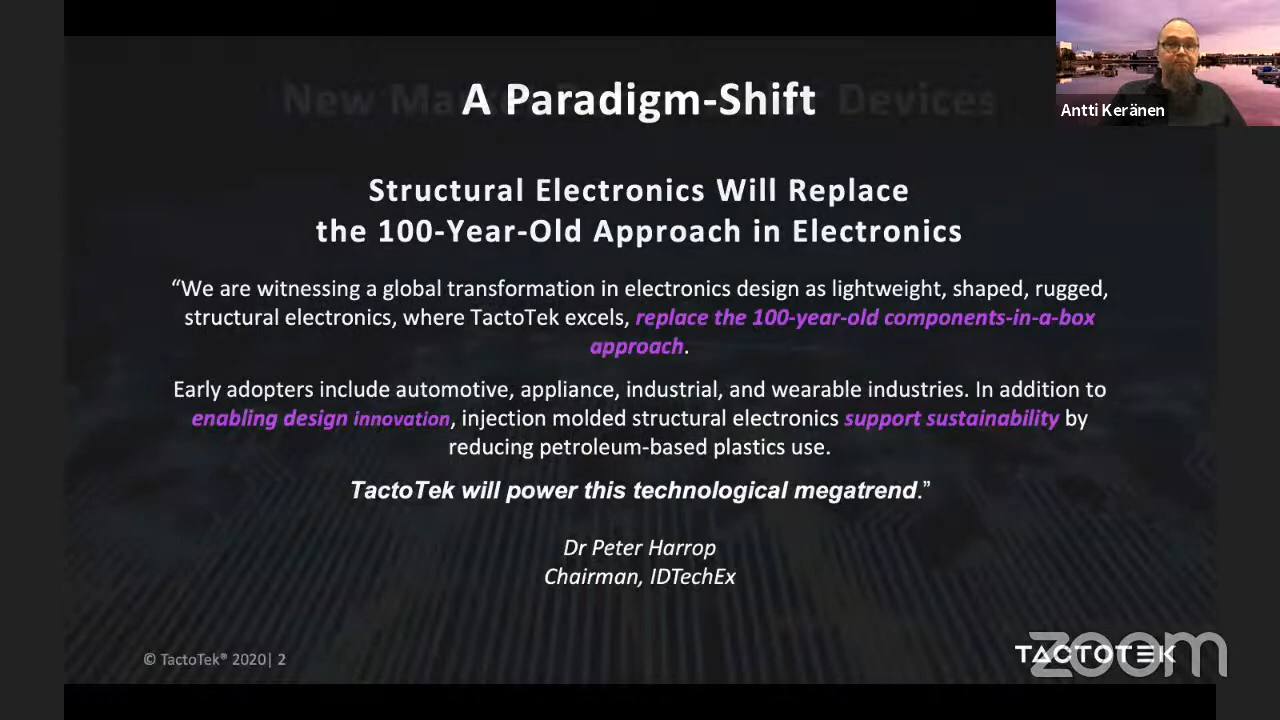 New Ma
Devices
A Paradigm-Shift
Antti Keränen
Structural Electronics Will Replace
the 100-Year-Old Approach in Electronics
“We are witnessing a global transformation in electronics design as lightweight, shaped, rugged,
structural electronics, where TactoTek excels, replace the 100-year-old components-in-a-box
approach.
Early adopters include automotive, appliance, industrial, and wearable industries. In addition to
enabling design innovation, injection molded structural electronics support sustainability by
reducing petroleum-based plastics use.
TactoTek will power this technological megatrend.”
Dr Peter Harrop
Chairman, IDTechEx
© TactoTek® 2020| 2
TACTOTEK
zoom